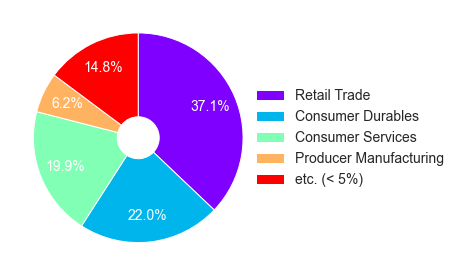 14.8%
37.1%
6.2%
19.9%
22.0%
Retail Trade
Consumer Durables
Consumer Services
Producer Manufacturing
etc. (< 5%)